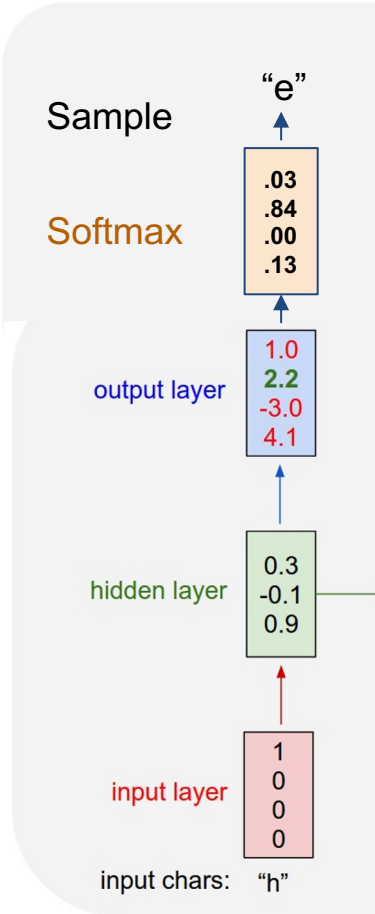 “e”
Sample
.03
.84
Softmax
.00
.13
1.0
output layer
2.2
-3.0
4.1
0.3
hidden layer
-0.1
0.9
1
0
input layer
0
0
input chars: “h”